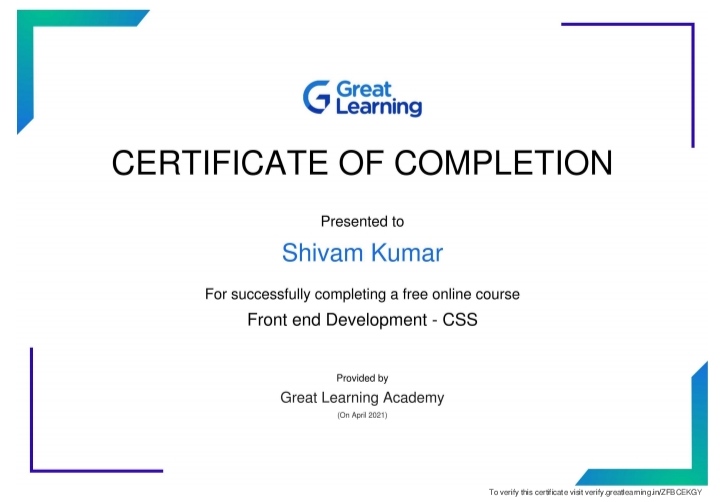 Great
Learning
CERTIFICATE OF COMPLETION
Presented to
Shivam Kumar
For successfully completing a free online course
Front end Development - CSS
Provided by
Great Learning Academy
(On April 2021)
To verify this certificate visit verify.greatlearning.in/ZFBCEKGY